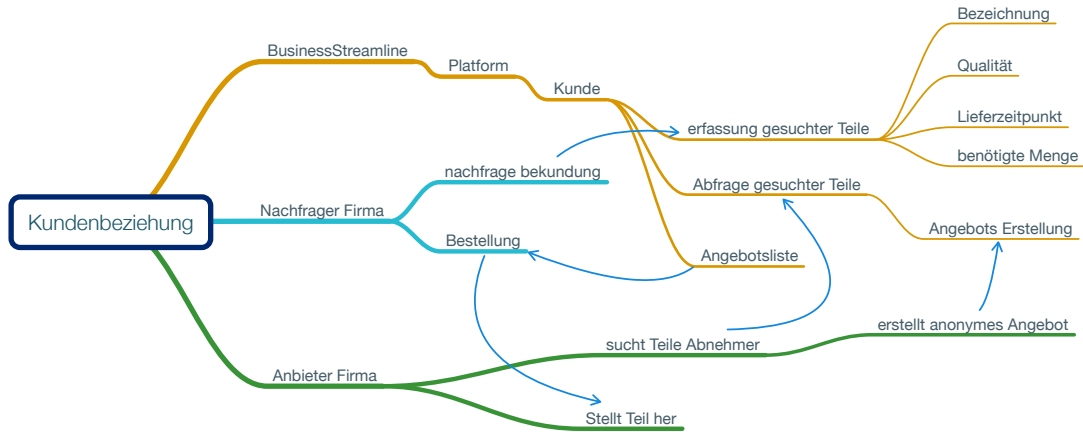 Kundenbeziehung
BusinessStreamline
Platform
Kunde
erfassung gesuchter Teile
Bezeichnung
Qualität
Lieferzeitpunkt
benötigte Menge
Abfrage gesuchter Teile
Angebots Erstellung
Angebotsliste
Nachfrager Firma
nachfrage bekundung
Bestellung
Anbieter Firma
sucht Teile Abnehmer
erstellt anonymes Angebot
Stellt Teil her